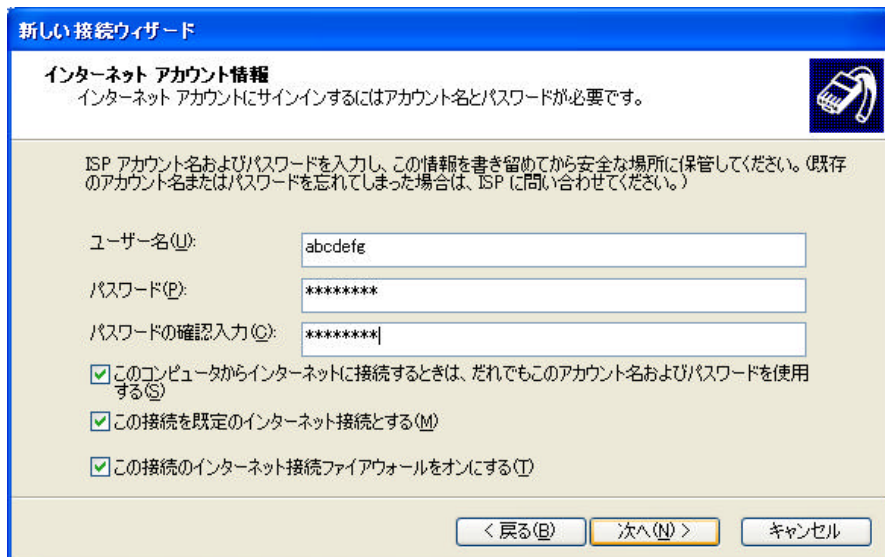 新しい接続ウィザード
インターネット アカウント情報
インターネット アカウントにサインインするにはアカウント名とパスワードが必要です。
ISP アカウント名およびパスワードを入力し、この情報を書き留めてから安全な場所に保管してください。(既存
のアカウント名またはパスワードを忘れてしまった場合は、ISP に問い合わせてください。)
ユーザー名(U): abcdefg
パスワード(P): ********
パスワードの確認入力(C): ********
このコンピュータからインターネットに接続するときは、だれでもこのアカウント名およびパスワードを使用
する(S)
この接続を既定のインターネット接続とする(M)
この接続のインターネット接続ファイアウォールをオンにする(T)
< 戻る(B) 次へ(N) > キャンセル